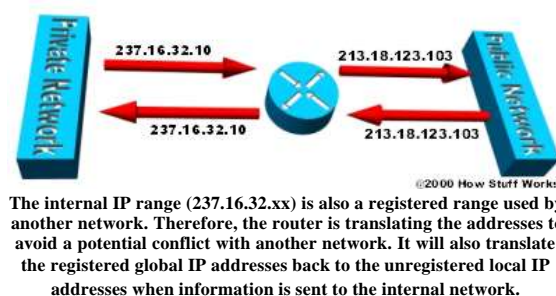 Private Network
237.16.32.10
213.18.123.103
Public Network
237.16.32.10
213.18.123.103
©2000 How Stuff Works
The internal IP range (237.16.32.xx) is also a registered range used by
another network. Therefore, the router is translating the addresses to
avoid a potential conflict with another network. It will also translate
the registered global IP addresses back to the unregistered local IP
addresses when information is sent to the internal network.